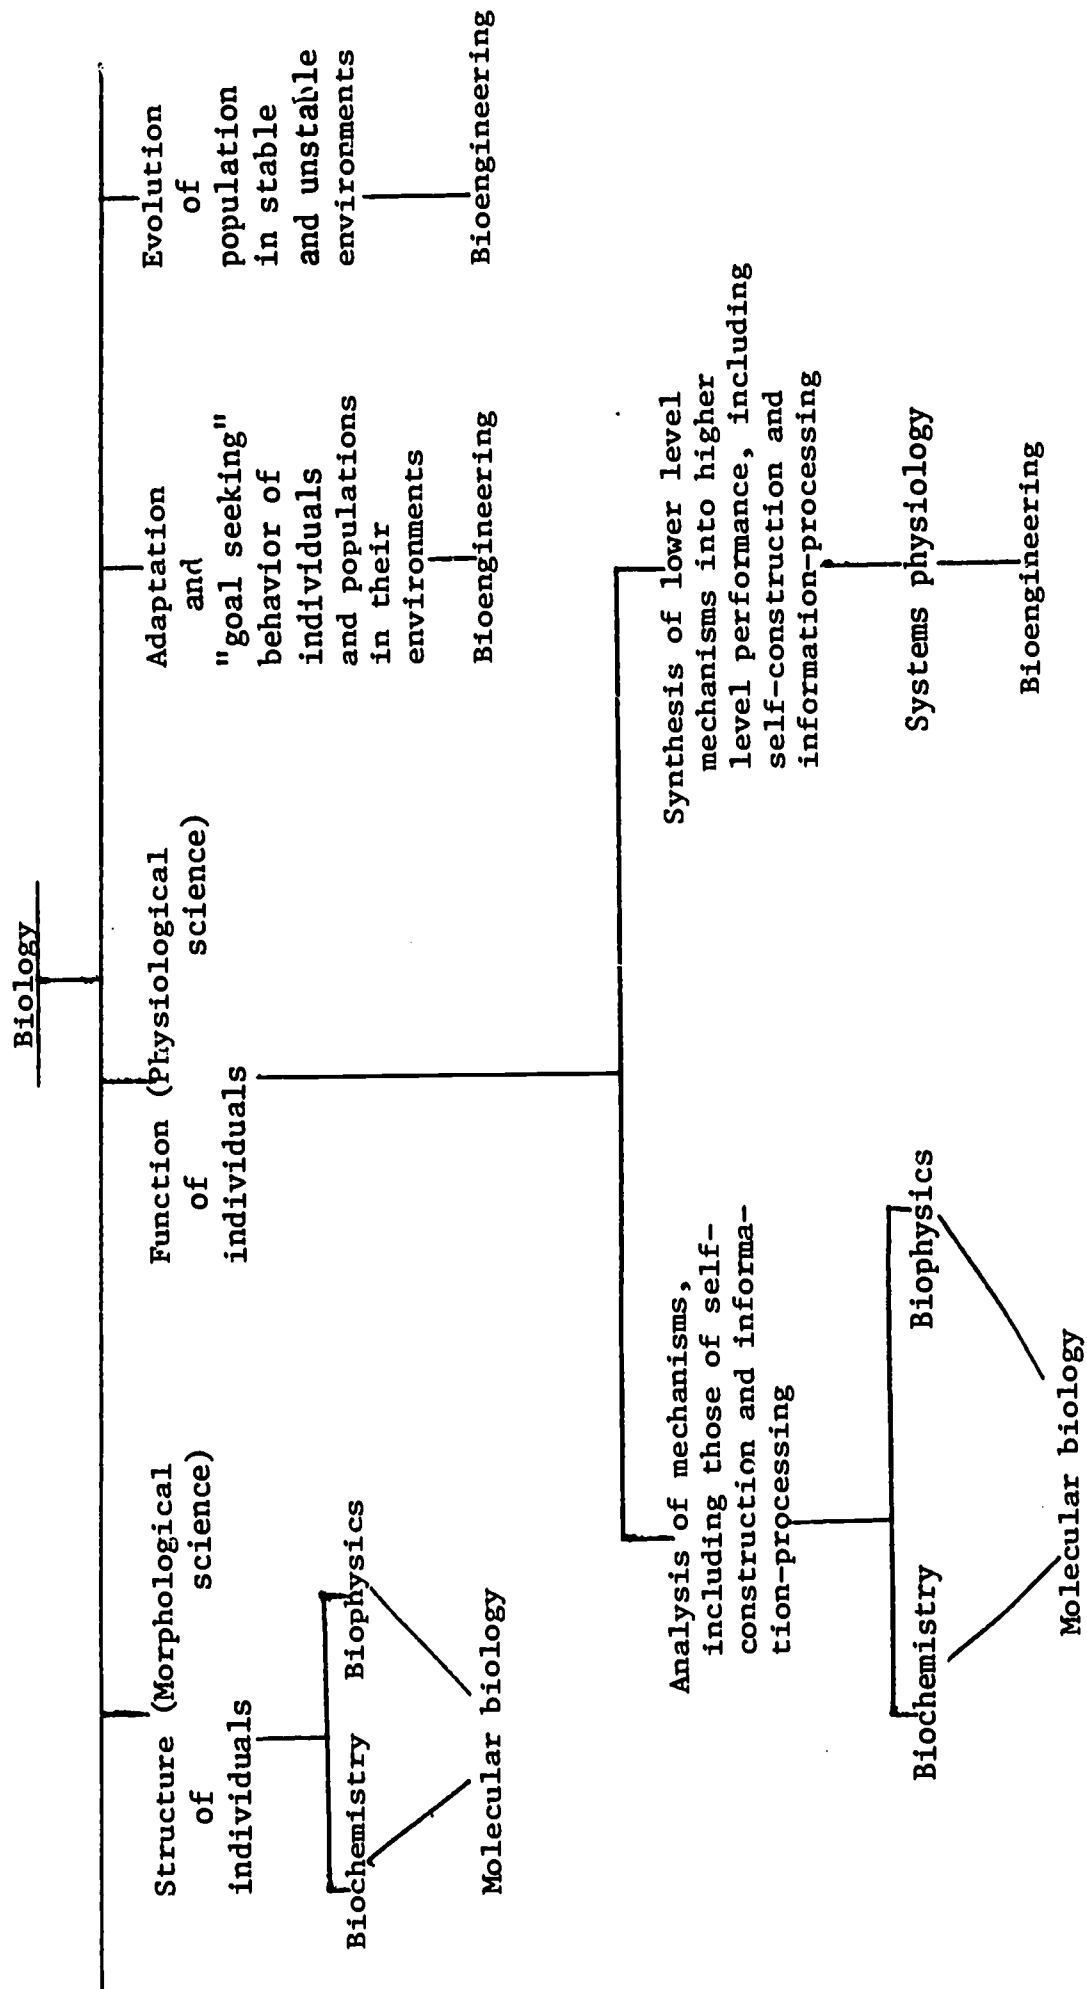 Biology
Structure (Morphological
of science)
individuals
Biochemistry Biophysics
Molecular biology
Function (Physiological
of science)
individuals
Analysis of mechanisms,
including those of self-
construction and informa-
tion-processing
Biochemistry Biophysics
Molecular biology
Synthesis of lower level
mechanisms into higher
level performance, including
self-construction and
information-processing
Systems physiology
Bioengineering
Adaptation
and
"goal seeking"
behavior of
individuals
and populations
in their
environments
Bioengineering
Evolution
of
population
in stable
and unstable
environments
Bioengineering